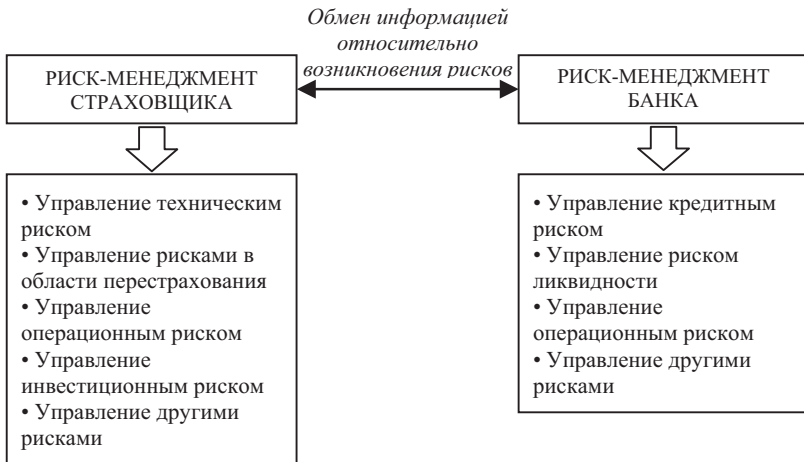 Обмен информацией
относительно
возникновения рисков
РИСК-МЕНЕДЖМЕНТ
СТРАХОВЩИКА
РИСК-МЕНЕДЖМЕНТ
БАНКА
• Управление техническим
риском
• Управление рисками в
области перестрахования
• Управление
операционным риском
• Управление
инвестиционным риском
• Управление другими
рисками
• Управление кредитным
риском
• Управление риском
ликвидности
• Управление
операционным риском
• Управление другими
рисками